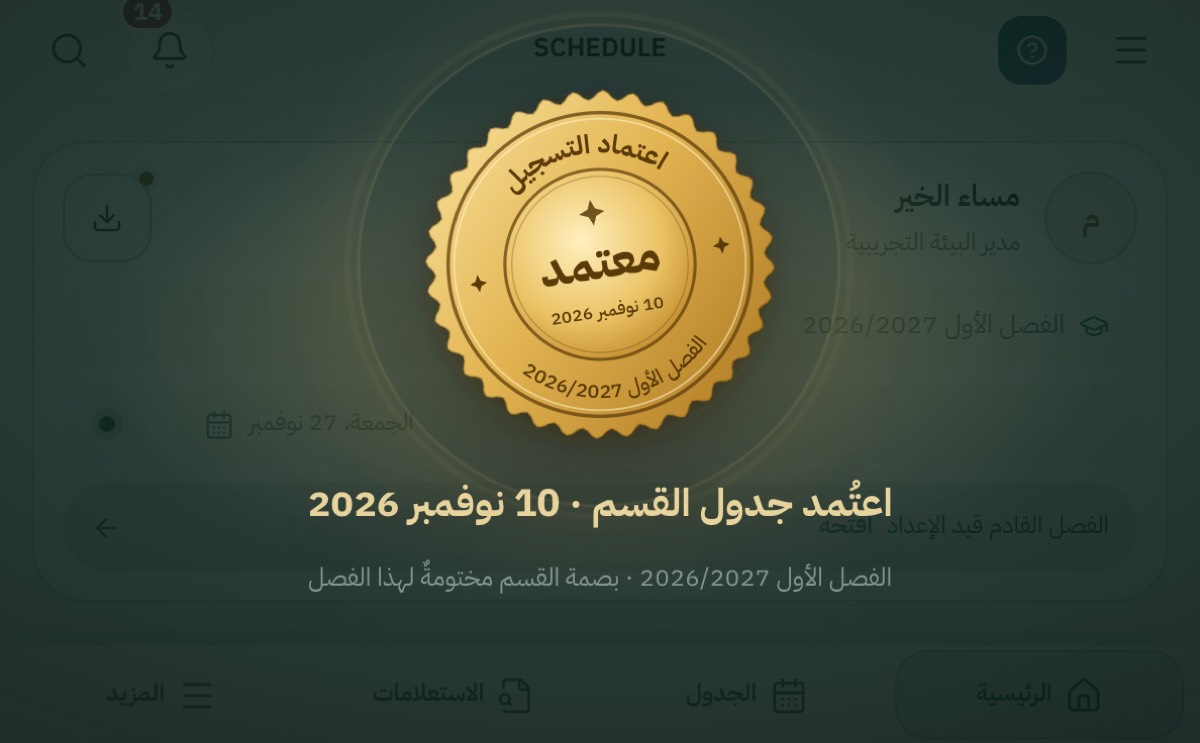 14
SCHEDULE
اعتماد التسجيل
معتمد
10 نوفمبر 2026
الفصل الأول 2026/2027
مساء الخير
م
مدير البيئة التجريبية
الفصل الأول 2026/2027
الجمعة، 27 نوفمبر
اعتُمد جدول القسم · 10 نوفمبر 2026
الفصل القادم قيد الإعداد افتحه
الفصل الأول 2026/2027 · بصمة القسم مختومةٌ لهذا الفصل
الرئيسية
الجدول
الاستعلامات
المزيد